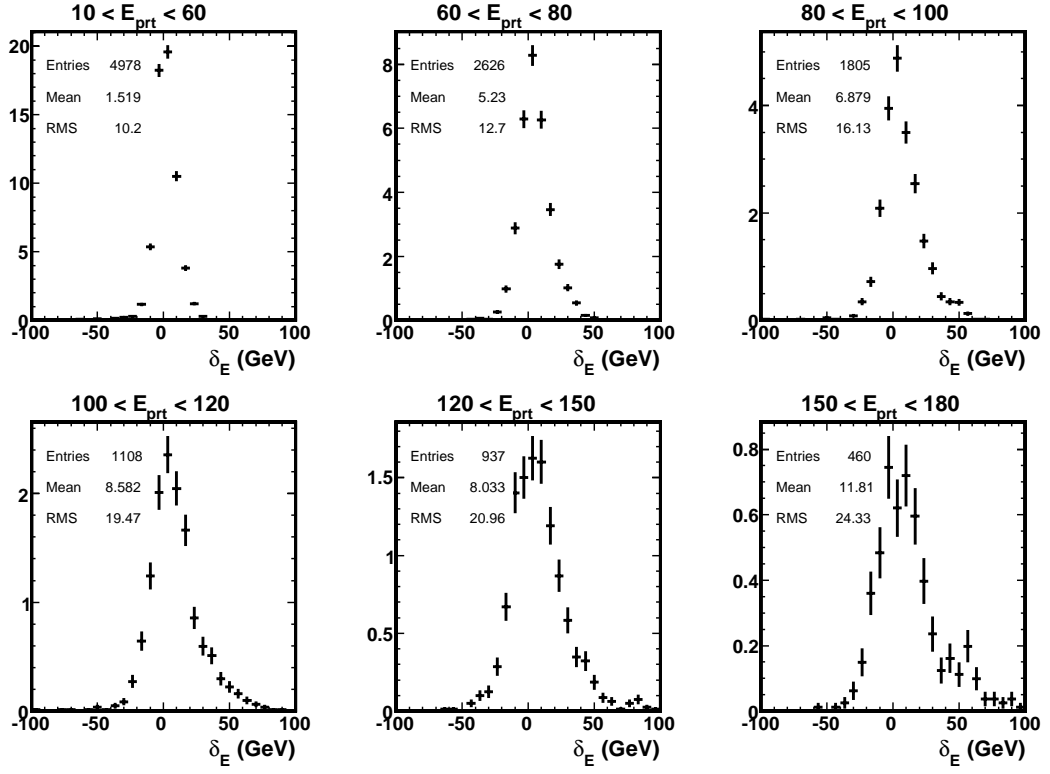 10 < E_prt < 60
20
15
10
5
0
Entries 4978
Mean 1.519
RMS 10.2
-100 -50 0 50 100
δ_E (GeV)
60 < E_prt < 80
8
6
4
2
0
Entries 2626
Mean 5.23
RMS 12.7
-100 -50 0 50 100
δ_E (GeV)
80 < E_prt < 100
4
2
0
Entries 1805
Mean 6.879
RMS 16.13
-100 -50 0 50 100
δ_E (GeV)
100 < E_prt < 120
2
1
0
Entries 1108
Mean 8.582
RMS 19.47
-100 -50 0 50 100
δ_E (GeV)
120 < E_prt < 150
1.5
1
0.5
0
Entries 937
Mean 8.033
RMS 20.96
-100 -50 0 50 100
δ_E (GeV)
150 < E_prt < 180
0.8
0.6
0.4
0.2
0
Entries 460
Mean 11.81
RMS 24.33
-100 -50 0 50 100
δ_E (GeV)